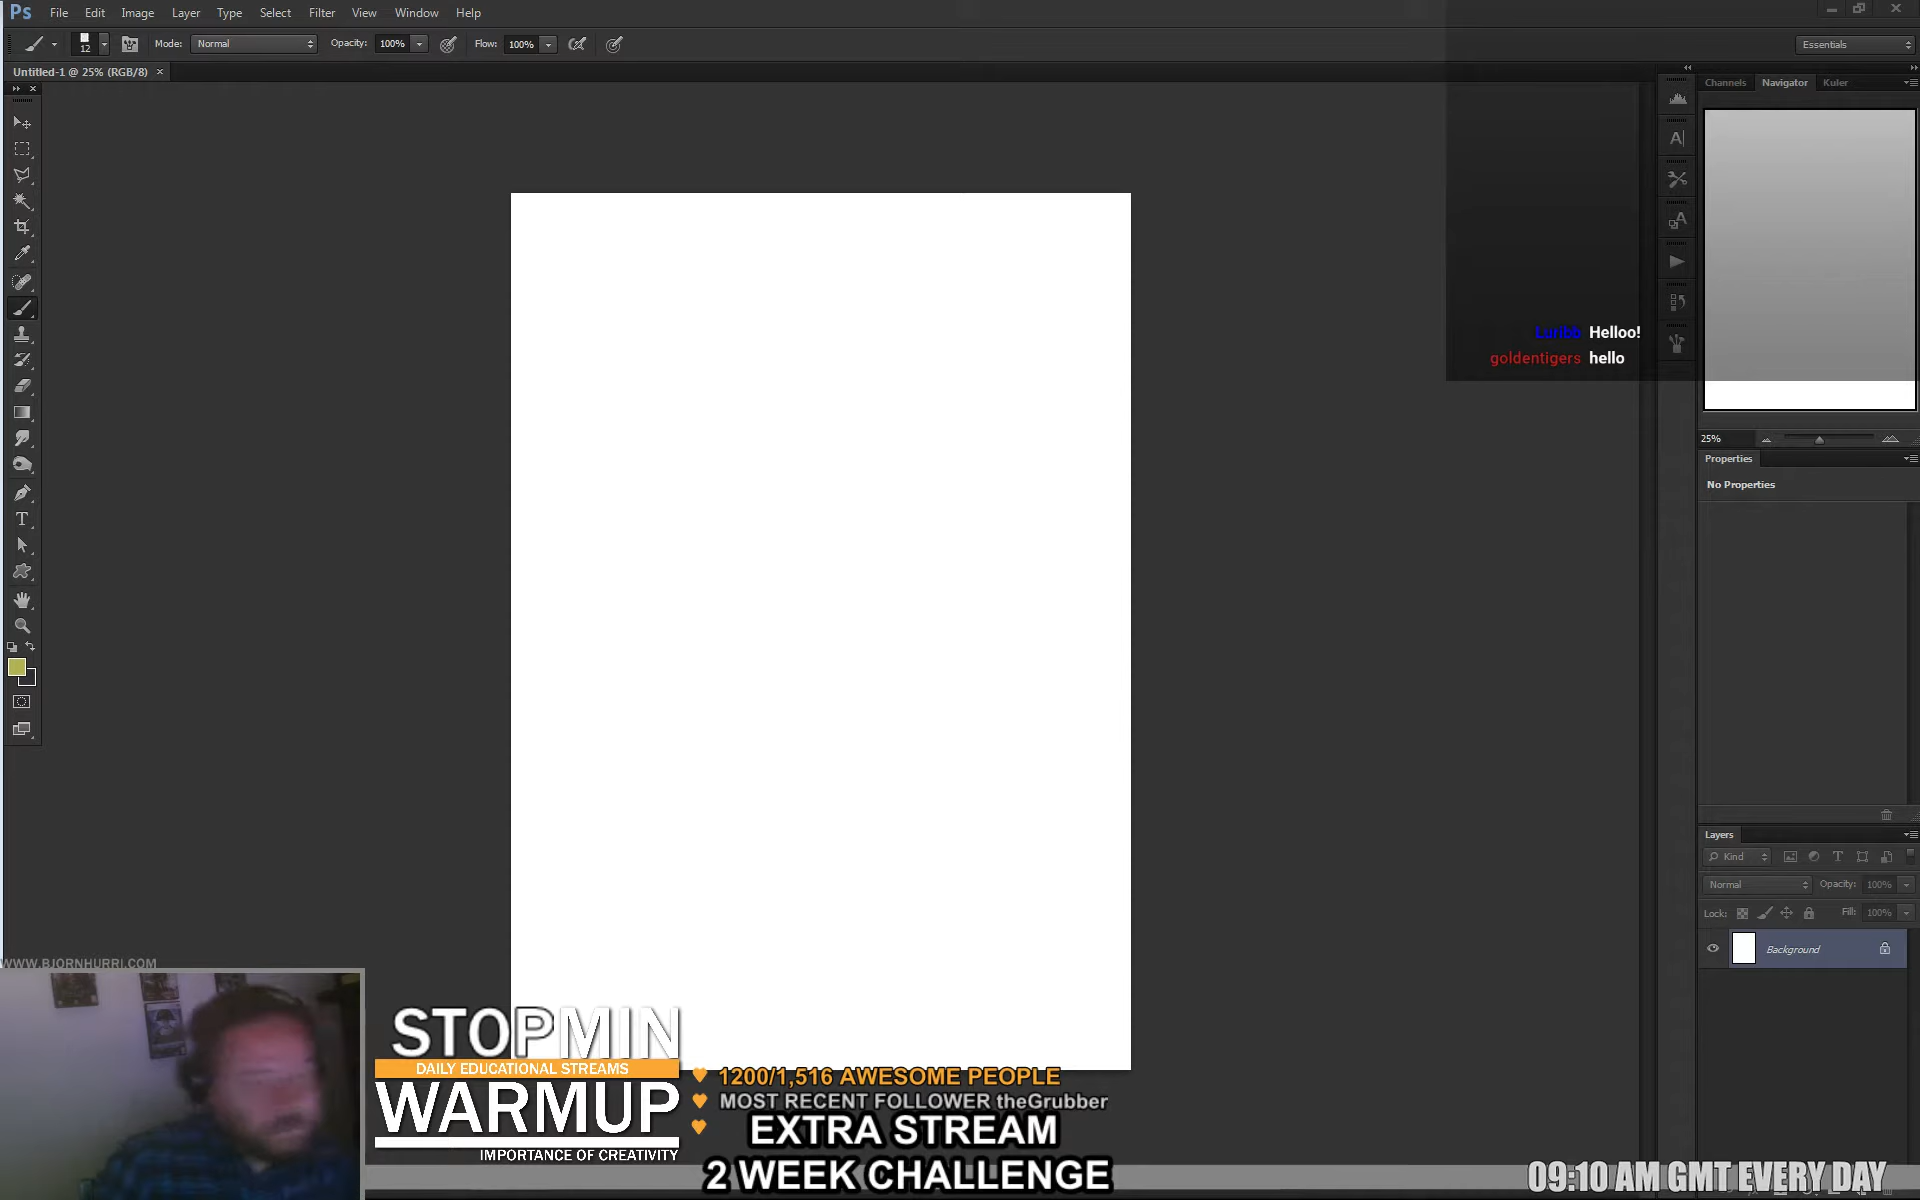 Ps File Edit Image Layer Type Select Filter View Window Help
12 Mode: Normal Opacity: 100% Flow: 100% Essentials
Untitled-1 @ 25% (RGB/8) ×
Channels Navigator Kuler
Luribb Helloo!
goldentigers hello
25%
Properties
No Properties
Layers
Kind
Normal Opacity: 100%
Lock: Fill: 100%
Background
WWW.BJORNHURRI.COM
STOPMIN
DAILY EDUCATIONAL STREAMS
WARMUP
IMPORTANCE OF CREATIVITY
1200/1,516 AWESOME PEOPLE
MOST RECENT FOLLOWER theGrubber
EXTRA STREAM
2 WEEK CHALLENGE
09:10 AM GMT EVERY DAY